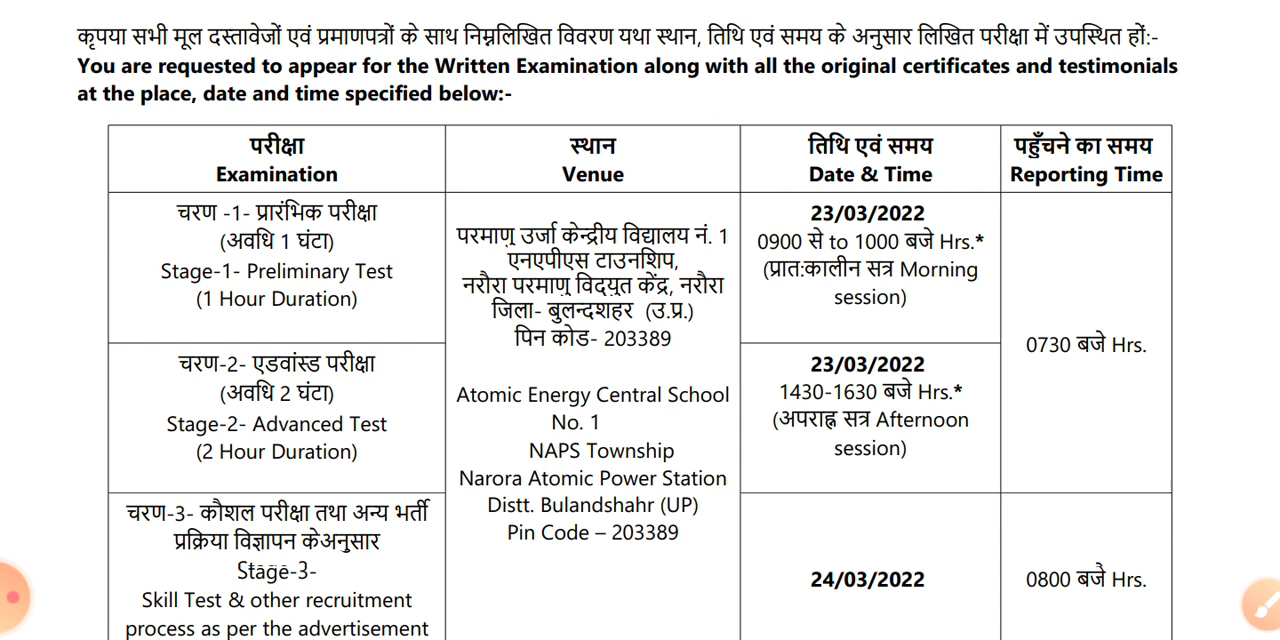 कृपया सभी मूल दस्तावेजों एवं प्रमाणपत्रों के साथ निम्नलिखित विवरण यथा स्थान, तिथि एवं समय के अनुसार लिखित परीक्षा में उपस्थित हों:-
You are requested to appear for the Written Examination along with all the original certificates and testimonials
at the place, date and time specified below:-
परीक्षा
Examination
स्थान
Venue
तिथि एवं समय
Date & Time
पहुँचने का समय
Reporting Time
चरण -1- प्रारंभिक परीक्षा
(अवधि 1 घंटा)
Stage-1- Preliminary Test
(1 Hour Duration)
परमाणु उर्जा केन्द्रीय विद्यालय नं. 1
एनएपीएस टाउनशिप,
नरौरा परमाणु विद्युत केंद्र, नरौरा
जिला- बुलन्दशहर (उ.प्र.)
पिन कोड- 203389
Atomic Energy Central School
No. 1
NAPS Township
Narora Atomic Power Station
Distt. Bulandshahr (UP)
Pin Code – 203389
23/03/2022
0900 से to 1000 बजे Hrs.*
(प्रात:कालीन सत्र Morning
session)
0730 बजे Hrs.
चरण-2- एडवांस्ड परीक्षा
(अवधि 2 घंटा)
Stage-2- Advanced Test
(2 Hour Duration)
23/03/2022
1430-1630 बजे Hrs.*
(अपराह्न सत्र Afternoon
session)
चरण-3- कौशल परीक्षा तथा अन्य भर्ती
प्रक्रिया विज्ञापन केअनुसार
Stage-3-
Skill Test & other recruitment
process as per the advertisement
24/03/2022
0800 बजे Hrs.